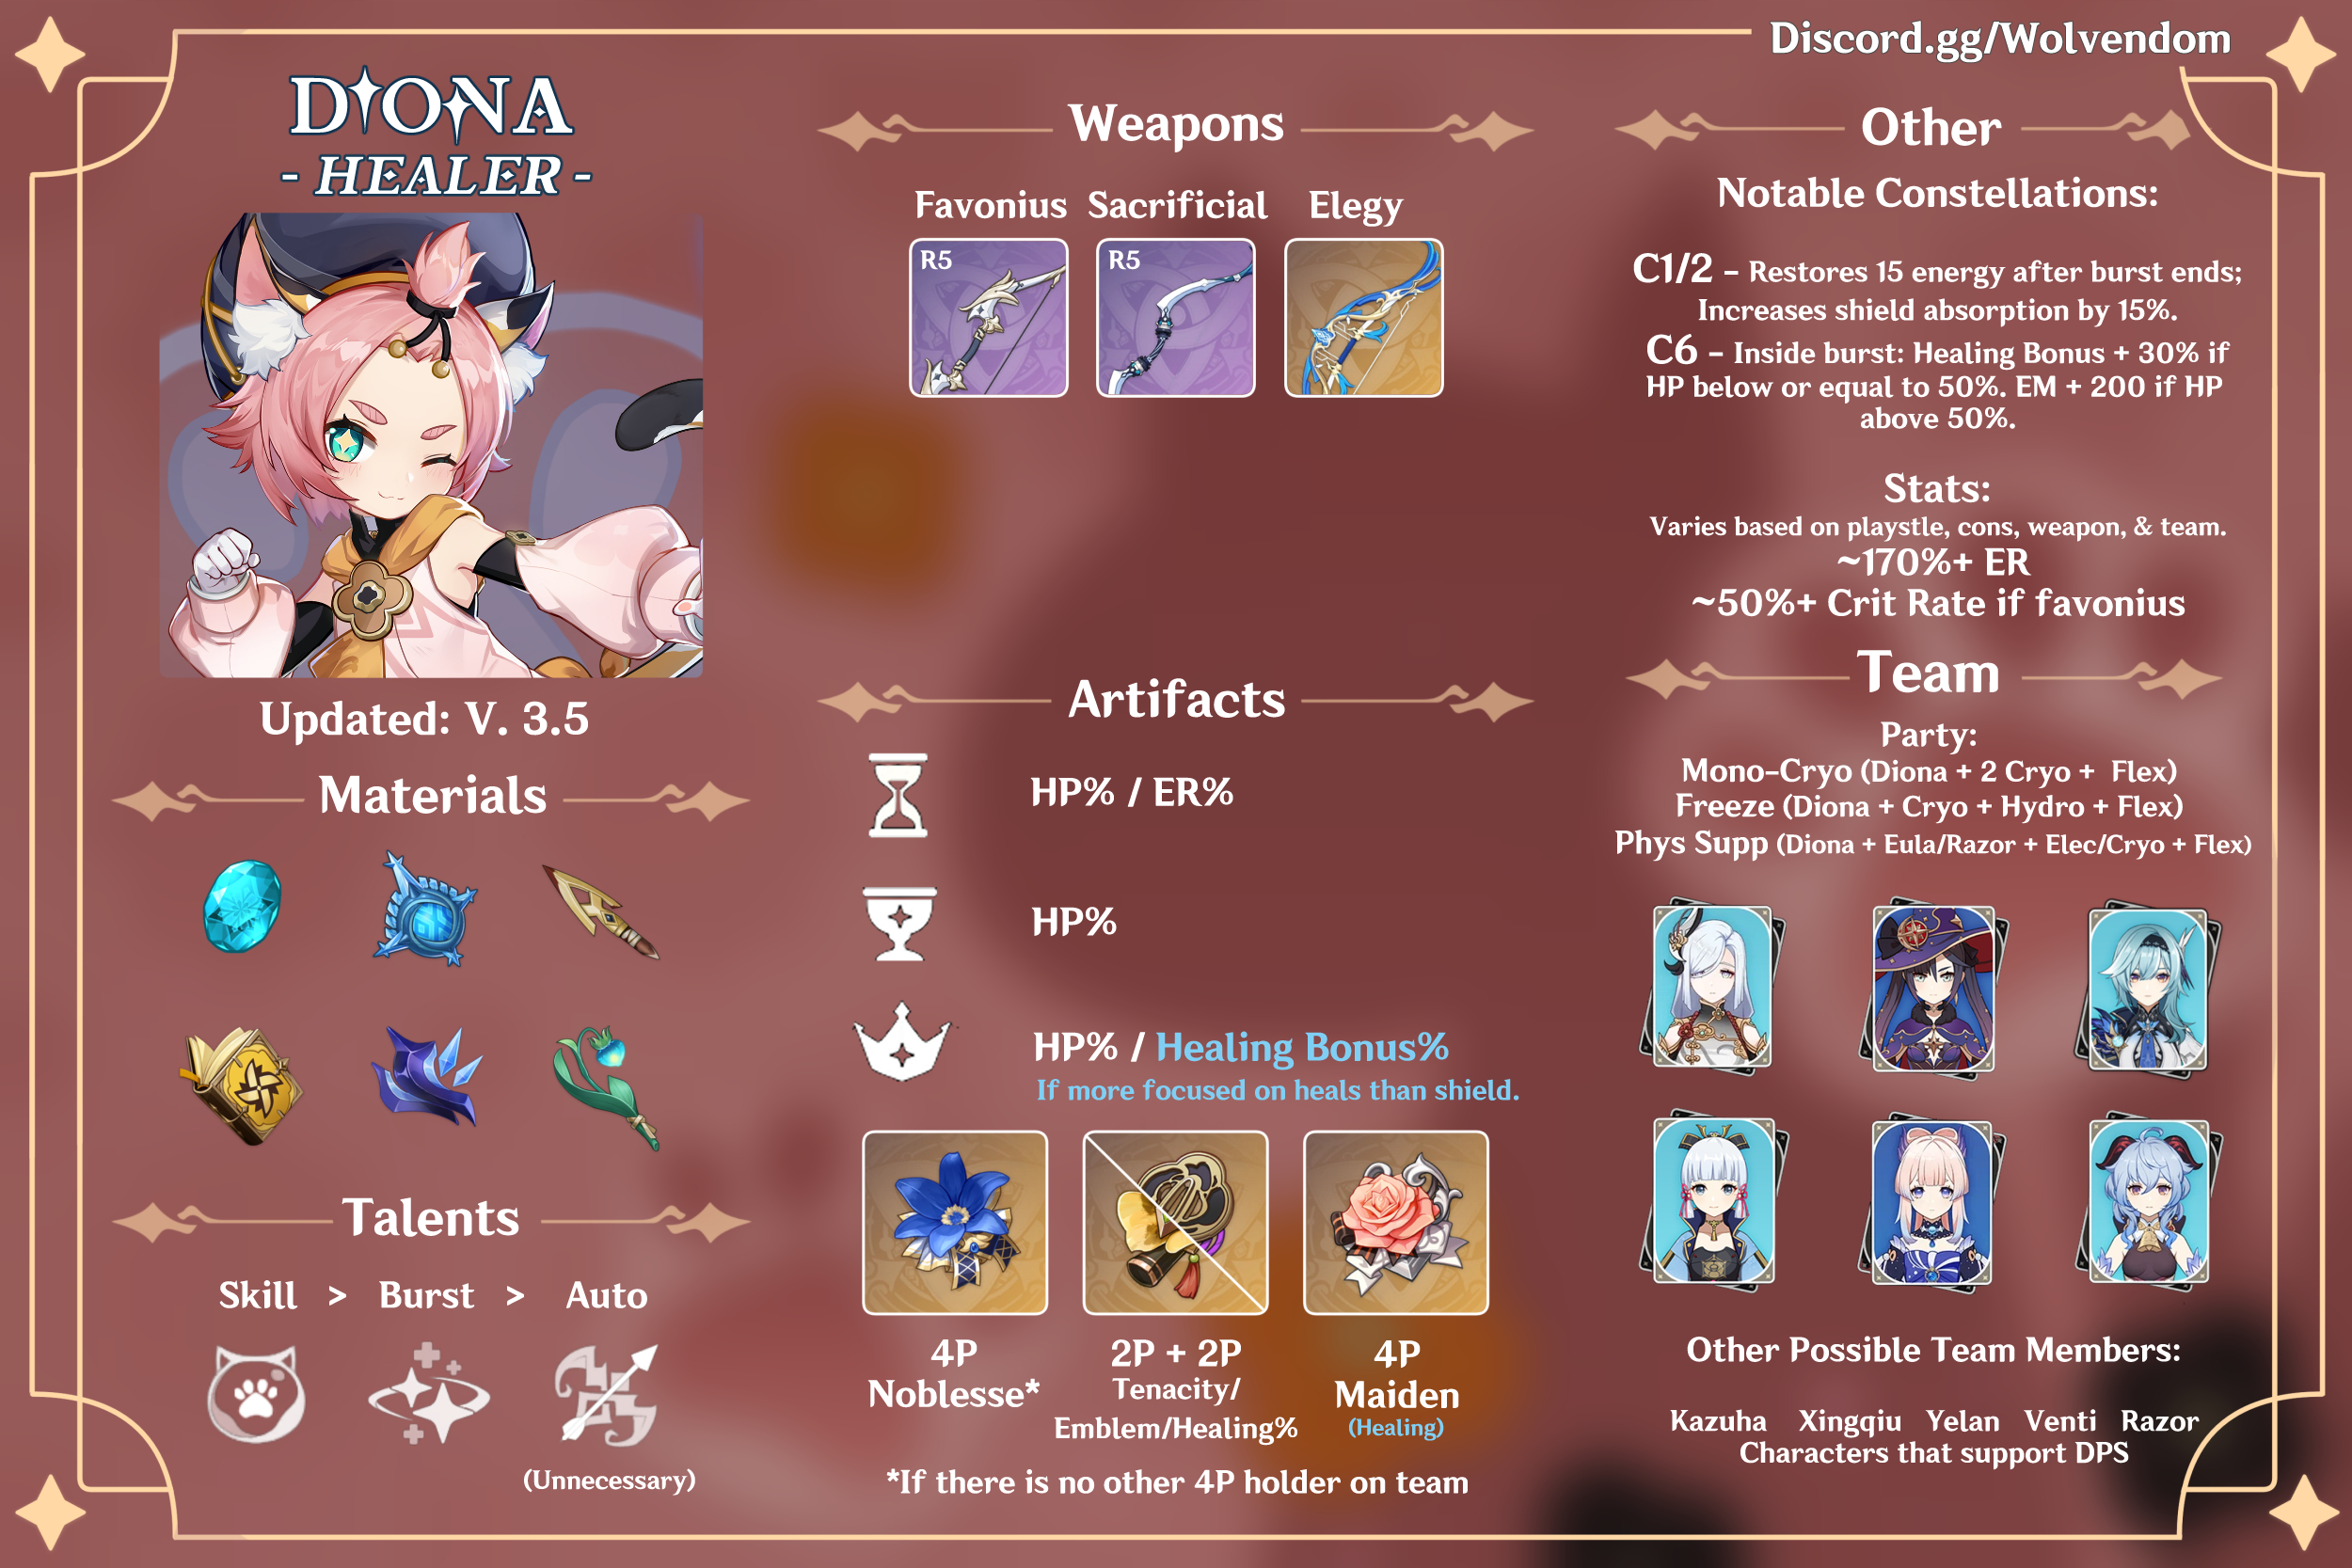 Discord.gg/Wolvendom
DIONA
- HEALER -
Updated: V. 3.5
Materials
Talents
Skill > Burst > Auto
(Unnecessary)
Weapons
Favonius Sacrificial Elegy
R5 R5
Artifacts
HP% / ER%
HP%
HP% / Healing Bonus%
If more focused on heals than shield.
4P
Noblesse*
2P + 2P
Tenacity/
Emblem/Healing%
4P
Maiden
(Healing)
*If there is no other 4P holder on team
Other
Notable Constellations:
C1/2 - Restores 15 energy after burst ends;
Increases shield absorption by 15%.
C6 - Inside burst: Healing Bonus + 30% if
HP below or equal to 50%. EM + 200 if HP
above 50%.
Stats:
Varies based on playstle, cons, weapon, & team.
~170%+ ER
~50%+ Crit Rate if favonius
Team
Party:
Mono-Cryo (Diona + 2 Cryo + Flex)
Freeze (Diona + Cryo + Hydro + Flex)
Phys Supp (Diona + Eula/Razor + Elec/Cryo + Flex)
Other Possible Team Members:
Kazuha Xingqiu Yelan Venti Razor
Characters that support DPS